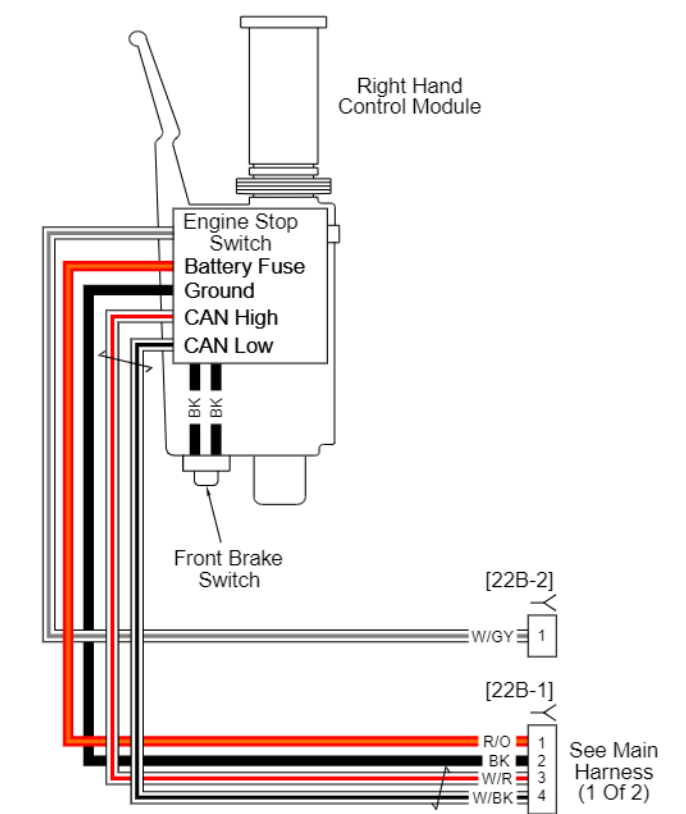 Right Hand
Control Module
Engine Stop
Switch
Battery Fuse
Ground
CAN High
CAN Low
BK
BK
Front Brake
Switch
[22B-2]
W/GY 1
[22B-1]
R/O 1
BK 2
W/R 3
W/BK 4
See Main
Harness
(1 Of 2)